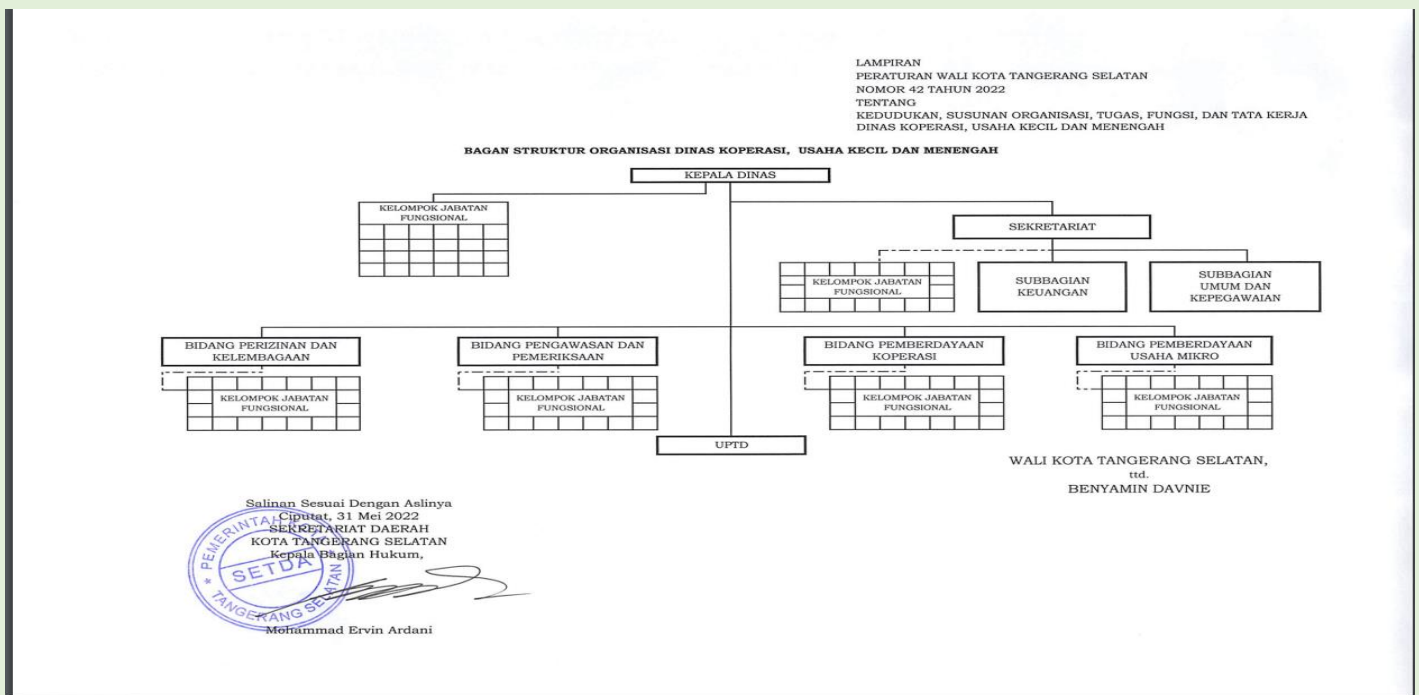 LAMPIRAN
PERATURAN WALI KOTA TANGERANG SELATAN
NOMOR 42 TAHUN 2022
TENTANG
KEDUDUKAN, SUSUNAN ORGANISASI, TUGAS, FUNGSI, DAN TATA KERJA
DINAS KOPERASI, USAHA KECIL DAN MENENGAH
BAGAN STRUKTUR ORGANISASI DINAS KOPERASI, USAHA KECIL DAN MENENGAH
KEPALA DINAS
KELOMPOK JABATAN
FUNGSIONAL
SEKRETARIAT
KELOMPOK JABATAN
FUNGSIONAL
SUBBAGIAN
KEUANGAN
SUBBAGIAN
UMUM DAN
KEPEGAWAIAN
BIDANG PERIZINAN DAN
KELEMBAGAAN
BIDANG PENGAWASAN DAN
PEMERIKSAAN
BIDANG PEMBERDAYAAN
KOPERASI
BIDANG PEMBERDAYAAN
USAHA MIKRO
KELOMPOK JABATAN
FUNGSIONAL
KELOMPOK JABATAN
FUNGSIONAL
KELOMPOK JABATAN
FUNGSIONAL
KELOMPOK JABATAN
FUNGSIONAL
UPTD
WALI KOTA TANGERANG SELATAN,
ttd.
BENYAMIN DAVNIE
Salinan Sesuai Dengan Aslinya
Ciputat, 31 Mei 2022
SEKRETARIAT DAERAH
KOTA TANGERANG SELATAN
Kepala Bagian Hukum,
PEMERINTAH KOTA
SETDA
TANGERANG SELATAN
Mohammad Ervin Ardani